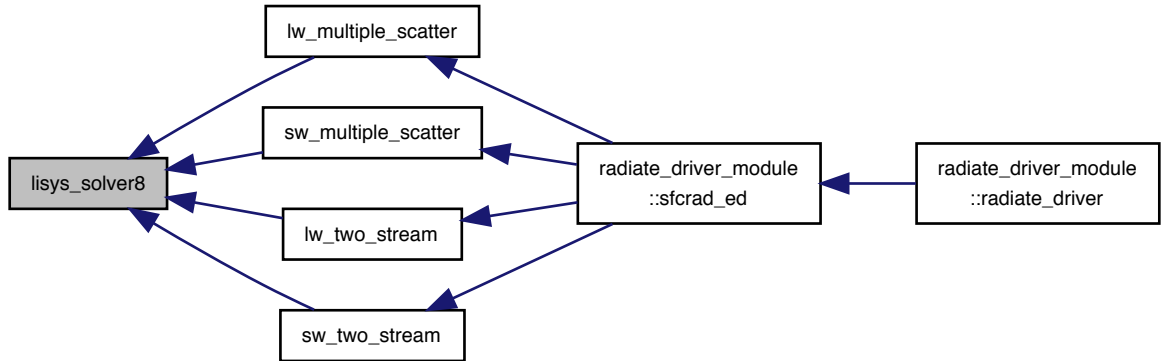 lw_multiple_scatter
sw_multiple_scatter
lisys_solver8
radiate_driver_module
::sfcrad_ed
radiate_driver_module
::radiate_driver
lw_two_stream
sw_two_stream